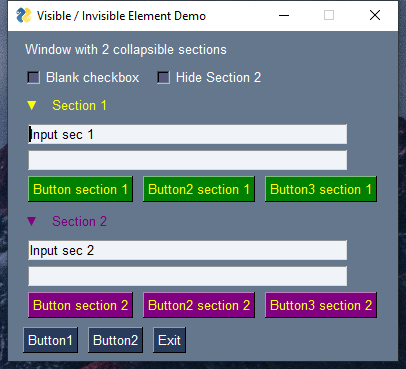 Visible / Invisible Element Demo
Window with 2 collapsible sections
Blank checkbox Hide Section 2
▼ Section 1
Input sec 1
Button section 1 Button2 section 1 Button3 section 1
▼ Section 2
Input sec 2
Button section 2 Button2 section 2 Button3 section 2
Button1 Button2 Exit